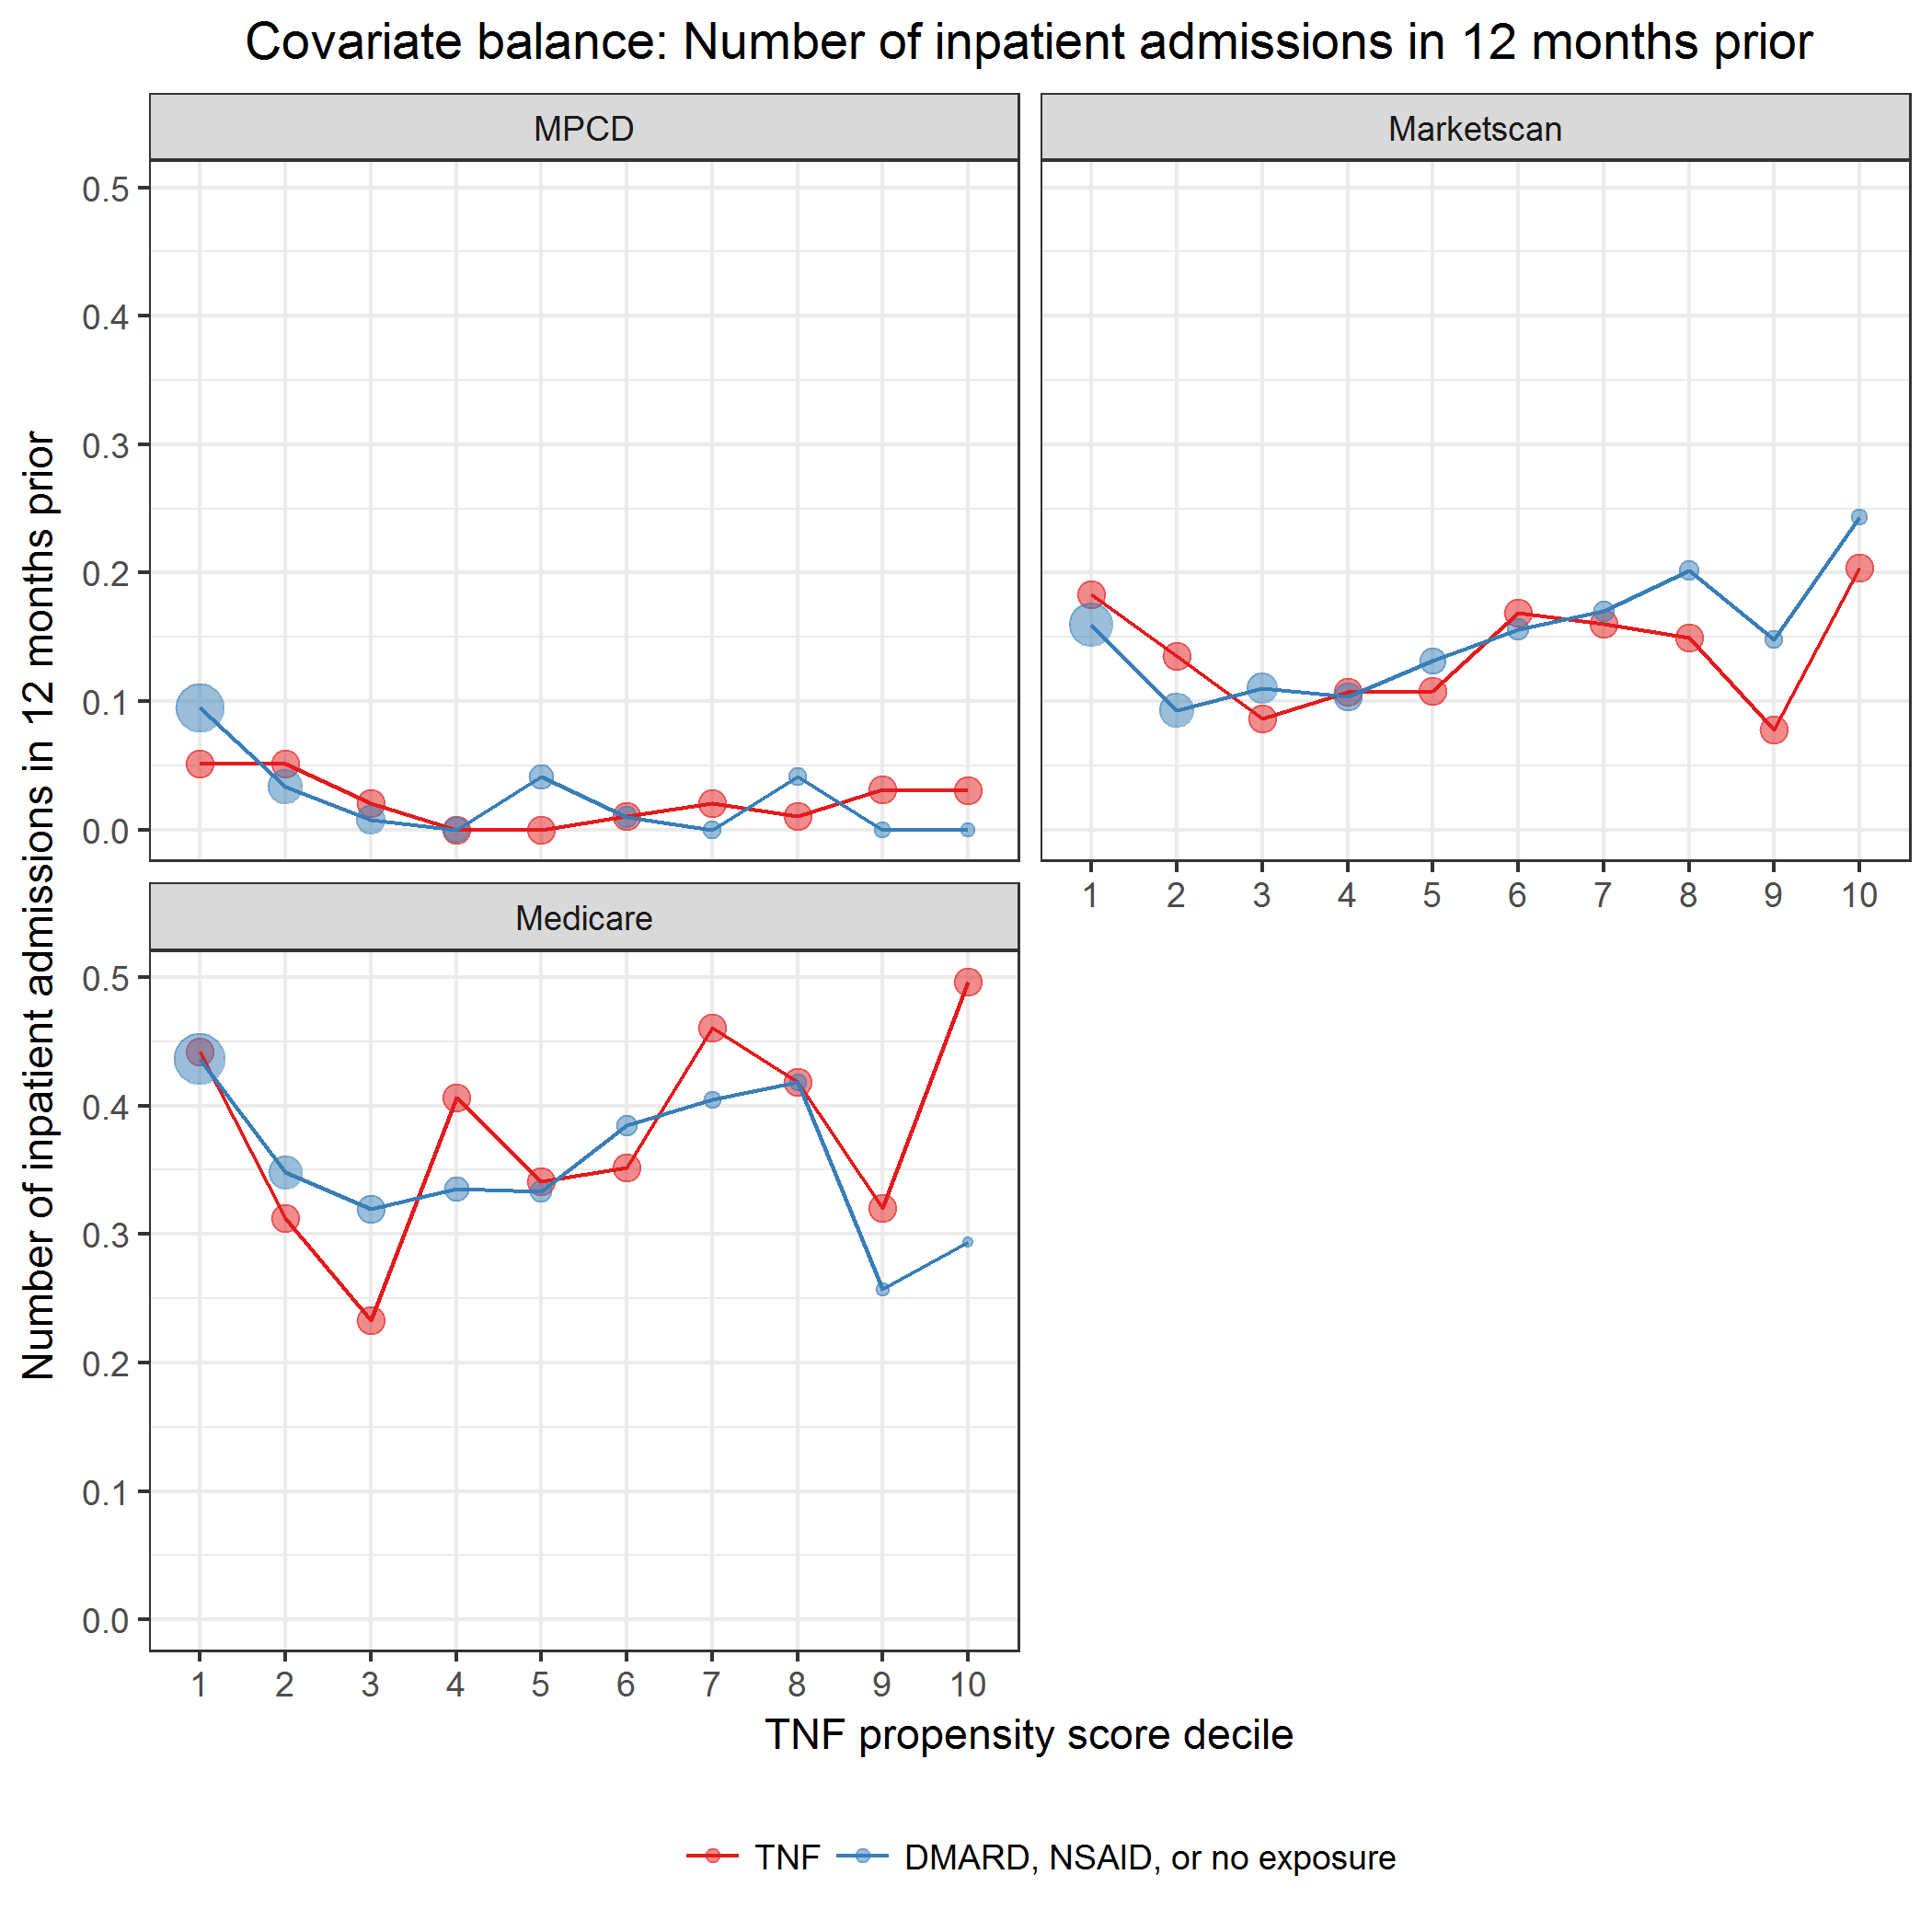 Covariate balance: Number of inpatient admissions in 12 months prior
MPCD
Marketscan
Number of inpatient admissions in 12 months prior
0.5
0.4
0.3
0.2
0.1
0.0
1 2 3 4 5 6 7 8 9 10
Medicare
0.5
0.4
0.3
0.2
0.1
0.0
1 2 3 4 5 6 7 8 9 10
TNF propensity score decile
TNF DMARD, NSAID, or no exposure